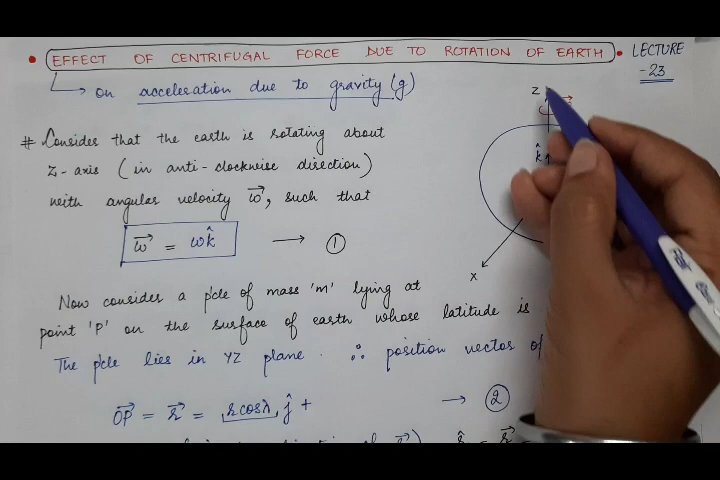 • EFFECT OF CENTRIFUGAL FORCE DUE TO ROTATION OF EARTH • LECTURE
-23
→ on acceleration due to gravity (g)
# Consider that the earth is rotating about
Z-axis (in anti-clockwise direction)
with angular velocity ω⃗, such that
ω⃗ = ωk̂ → ①
Now consider a p'cle of mass 'm' lying at
point 'P' on the surface of earth whose latitude is
The p'cle lies in YZ plane. ∴ position vector of
OP⃗ = r⃗ = r cosλ ĵ + → ②
Z
k̂
X